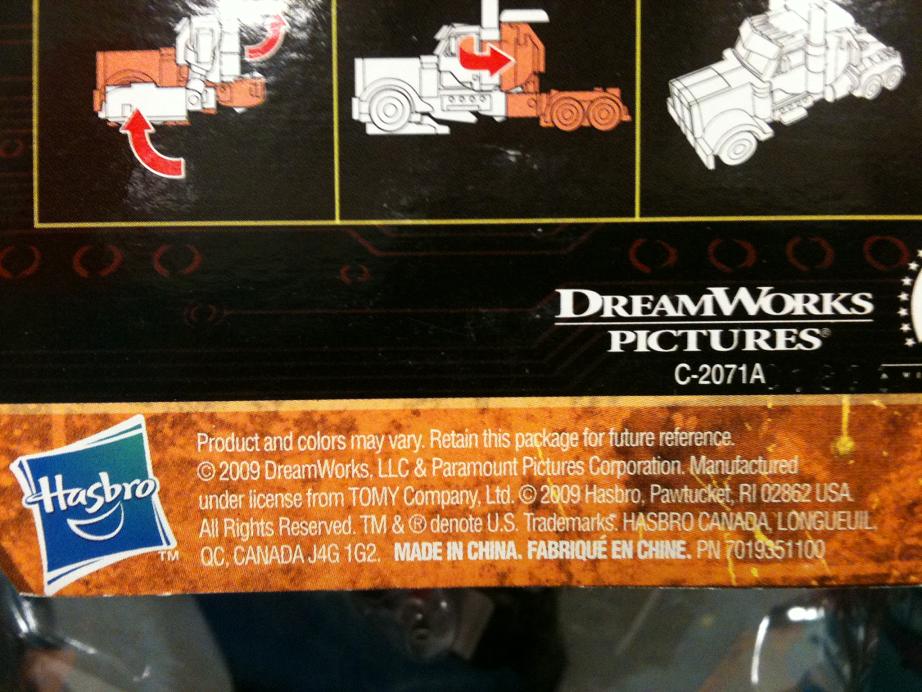 DREAMWORKS
PICTURES®
C-2071A
Hasbro
TM
Product and colors may vary. Retain this package for future reference.
© 2009 DreamWorks, LLC & Paramount Pictures Corporation. Manufactured
under license from TOMY Company, Ltd. © 2009 Hasbro, Pawtucket, RI 02862 USA.
All Rights Reserved. TM & ® denote U.S. Trademarks. HASBRO CANADA, LONGUEUIL,
QC, CANADA J4G 1G2. MADE IN CHINA. FABRIQUÉ EN CHINE. PN 7019351100